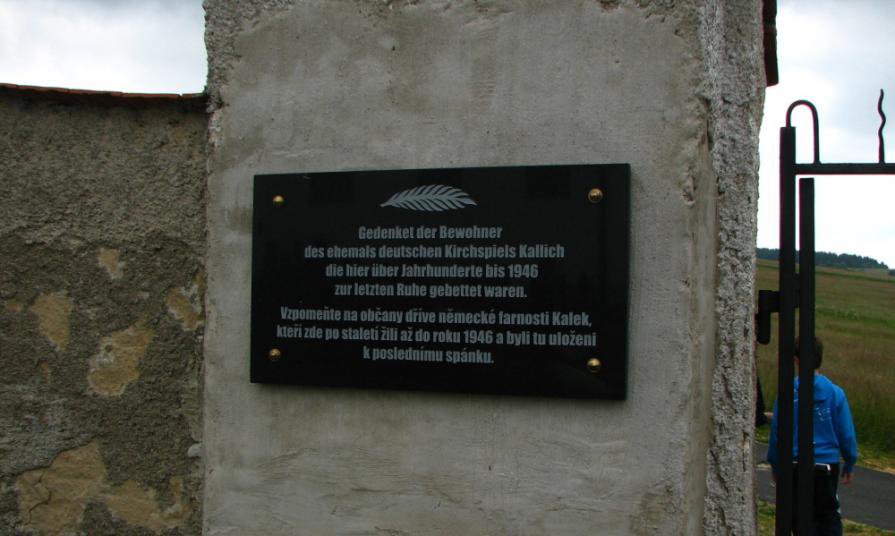 Gedenket der Bewohner
des ehemals deutschen Kirchspiels Kallich
die hier über Jahrhunderte bis 1946
zur letzten Ruhe gebettet waren.
Vzpomeňte na občany dříve německé farnosti Kalek,
kteří zde po staletí žili až do roku 1946 a byli tu uloženi
k poslednímu spánku.